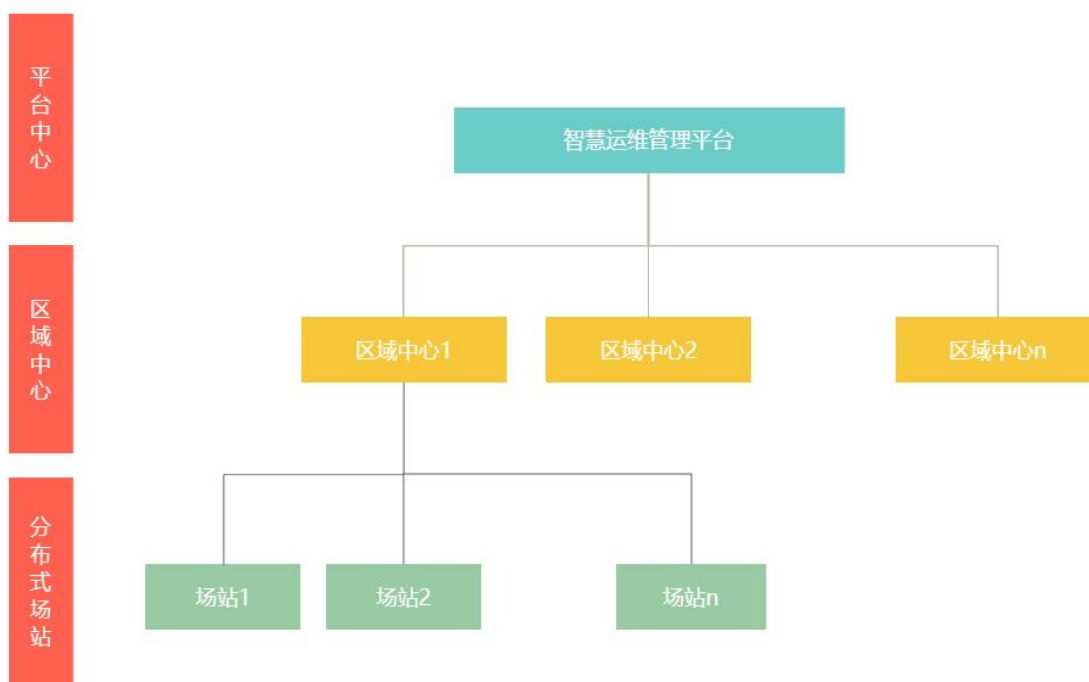 平台中心
智慧运维管理平台
区域中心
区域中心1
区域中心2
区域中心n
分布式场站
场站1
场站2
场站n